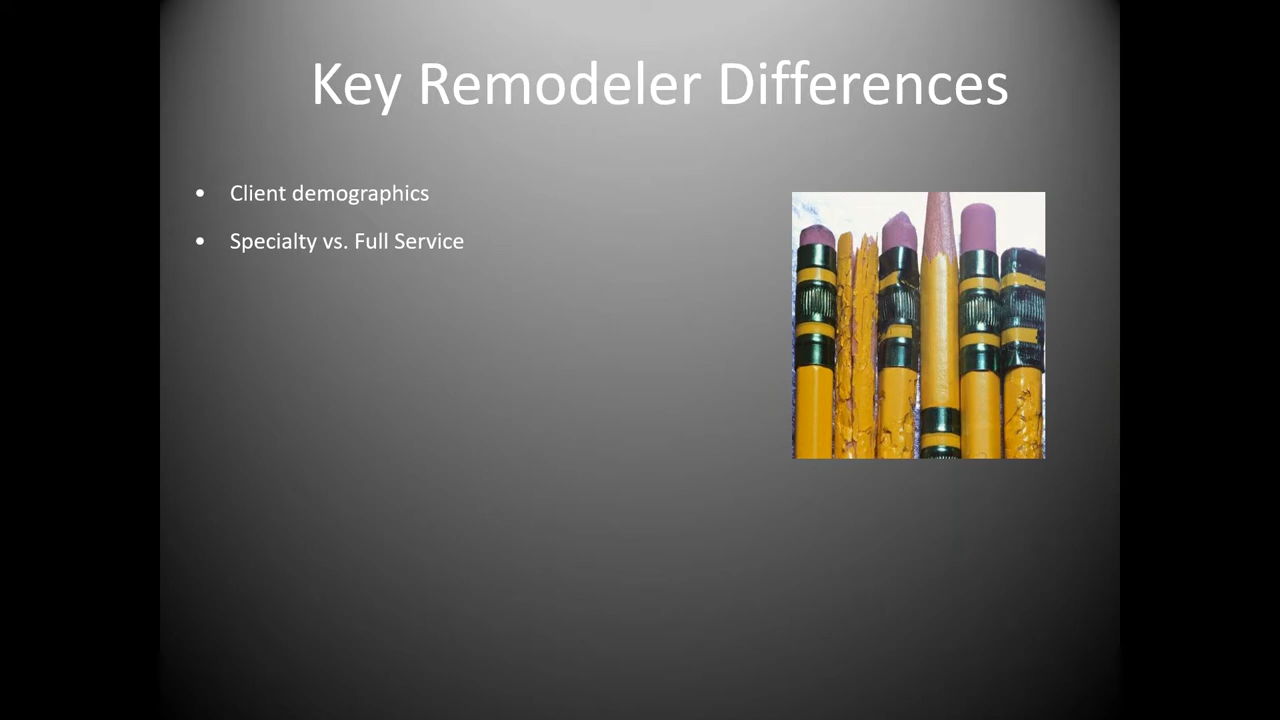 Key Remodeler Differences
• Client demographics
• Specialty vs. Full Service